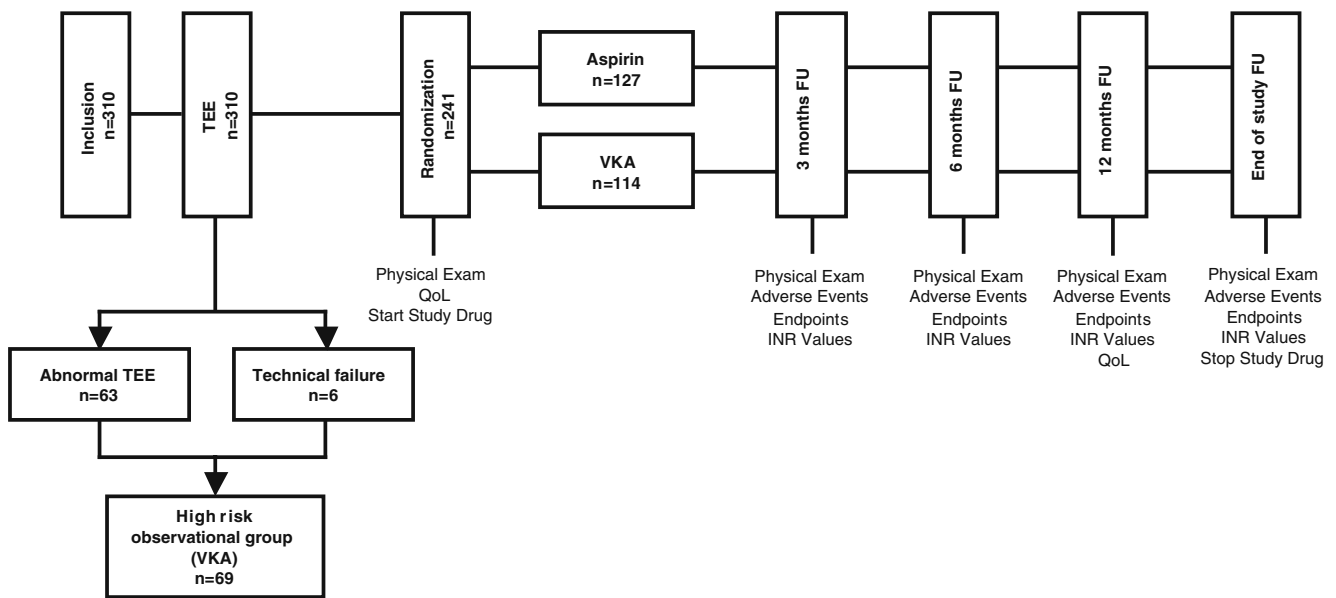 Inclusion
n=310
TEE
n=310
Randomization
n=241
Aspirin
n=127
VKA
n=114
3 months FU
6 months FU
12 months FU
End of study FU
Physical Exam
QoL
Start Study Drug
Physical Exam
Adverse Events
Endpoints
INR Values
Physical Exam
Adverse Events
Endpoints
INR Values
Physical Exam
Adverse Events
Endpoints
INR Values
QoL
Physical Exam
Adverse Events
Endpoints
INR Values
Stop Study Drug
Abnormal TEE
n=63
Technical failure
n=6
High risk
observational group
(VKA)
n=69